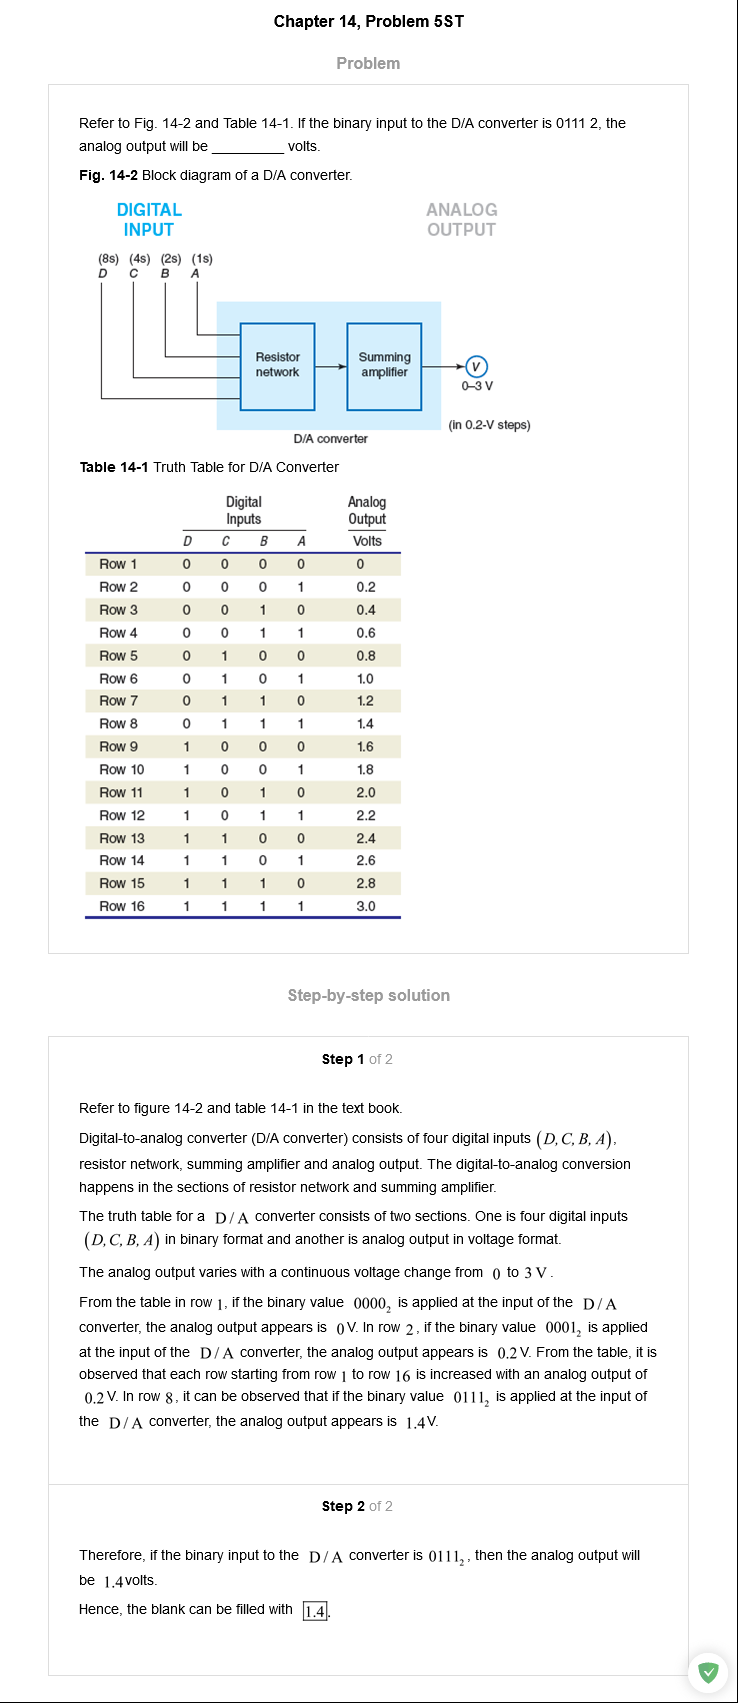 Chapter 14, Problem 5ST
Problem
Refer to Fig. 14-2 and Table 14-1. If the binary input to the D/A converter is 0111 2, the
analog output will be _________ volts.
Fig. 14-2 Block diagram of a D/A converter.
DIGITAL
INPUT
ANALOG
OUTPUT
(8s) (4s) (2s) (1s)
D C B A
Resistor
network
Summing
amplifier
V
0–3 V
(in 0.2-V steps)
D/A converter
Table 14-1 Truth Table for D/A Converter
Digital
Inputs
Analog
Output
D C B A Volts
Row 1 0 0 0 0 0
Row 2 0 0 0 1 0.2
Row 3 0 0 1 0 0.4
Row 4 0 0 1 1 0.6
Row 5 0 1 0 0 0.8
Row 6 0 1 0 1 1.0
Row 7 0 1 1 0 1.2
Row 8 0 1 1 1 1.4
Row 9 1 0 0 0 1.6
Row 10 1 0 0 1 1.8
Row 11 1 0 1 0 2.0
Row 12 1 0 1 1 2.2
Row 13 1 1 0 0 2.4
Row 14 1 1 0 1 2.6
Row 15 1 1 1 0 2.8
Row 16 1 1 1 1 3.0
Step-by-step solution
Step 1 of 2
Refer to figure 14-2 and table 14-1 in the text book.
Digital-to-analog converter (D/A converter) consists of four digital inputs (D, C, B, A),
resistor network, summing amplifier and analog output. The digital-to-analog conversion
happens in the sections of resistor network and summing amplifier.
The truth table for a D/A converter consists of two sections. One is four digital inputs
(D, C, B, A) in binary format and another is analog output in voltage format.
The analog output varies with a continuous voltage change from 0 to 3 V.
From the table in row 1, if the binary value 0000₂ is applied at the input of the D/A
converter, the analog output appears is 0V. In row 2, if the binary value 0001₂ is applied
at the input of the D/A converter, the analog output appears is 0.2 V. From the table, it is
observed that each row starting from row 1 to row 16 is increased with an analog output of
0.2 V. In row 8, it can be observed that if the binary value 0111₂ is applied at the input of
the D/A converter, the analog output appears is 1.4V.
Step 2 of 2
Therefore, if the binary input to the D/A converter is 0111₂, then the analog output will
be 1.4volts.
Hence, the blank can be filled with 1.4.